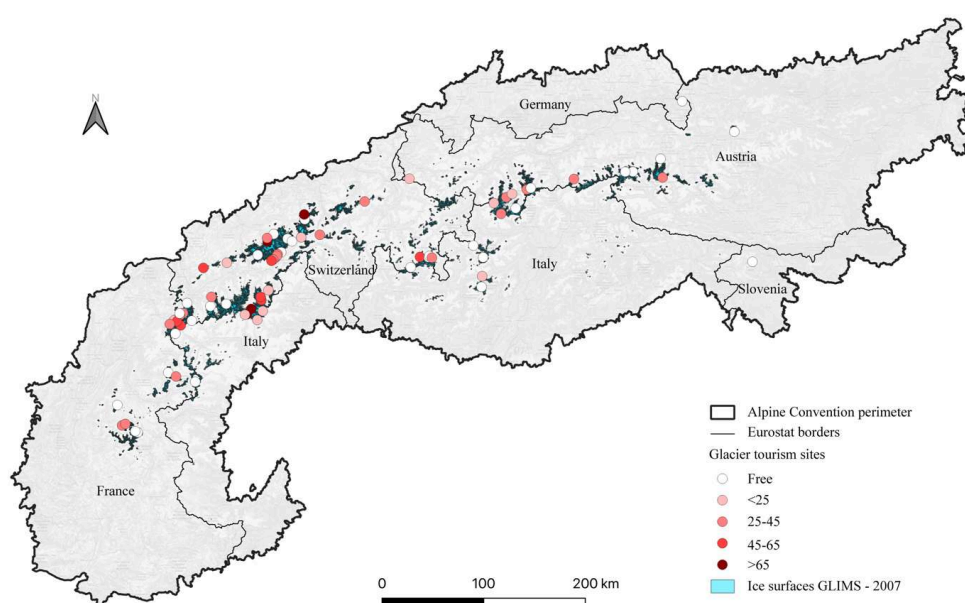 N
Germany
Austria
Switzerland
Italy
Slovenia
Italy
France
Alpine Convention perimeter
Eurostat borders
Glacier tourism sites
Free
<25
25-45
45-65
>65
Ice surfaces GLIMS - 2007
0 100 200 km